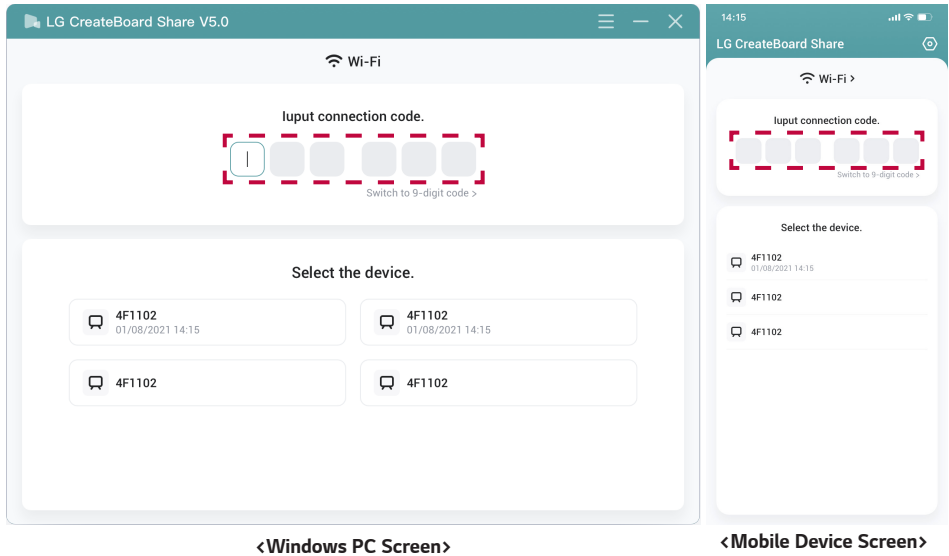 LG CreateBoard Share V5.0
Wi-Fi
Iuput connection code.
Switch to 9-digit code >
Select the device.
4F1102
01/08/2021 14:15
4F1102
01/08/2021 14:15
4F1102
4F1102
<Windows PC Screen>
14:15
LG CreateBoard Share
Wi-Fi >
Iuput connection code.
Switch to 9-digit code >
Select the device.
4F1102
01/08/2021 14:15
4F1102
4F1102
<Mobile Device Screen>